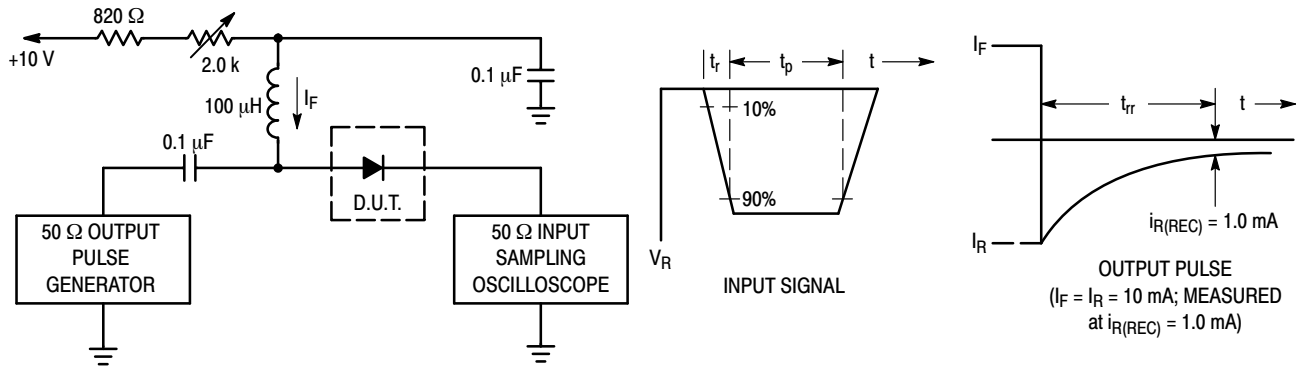 820 Ω
+10 V
2.0 k
100 μH
I_F
0.1 μF
0.1 μF
D.U.T.
50 Ω OUTPUT
PULSE
GENERATOR
50 Ω INPUT
SAMPLING
OSCILLOSCOPE
t_r
t_p
t
10%
90%
V_R
INPUT SIGNAL
I_F
t_rr
t
i_R(REC) = 1.0 mA
I_R
OUTPUT PULSE
(I_F = I_R = 10 mA; MEASURED
at i_R(REC) = 1.0 mA)